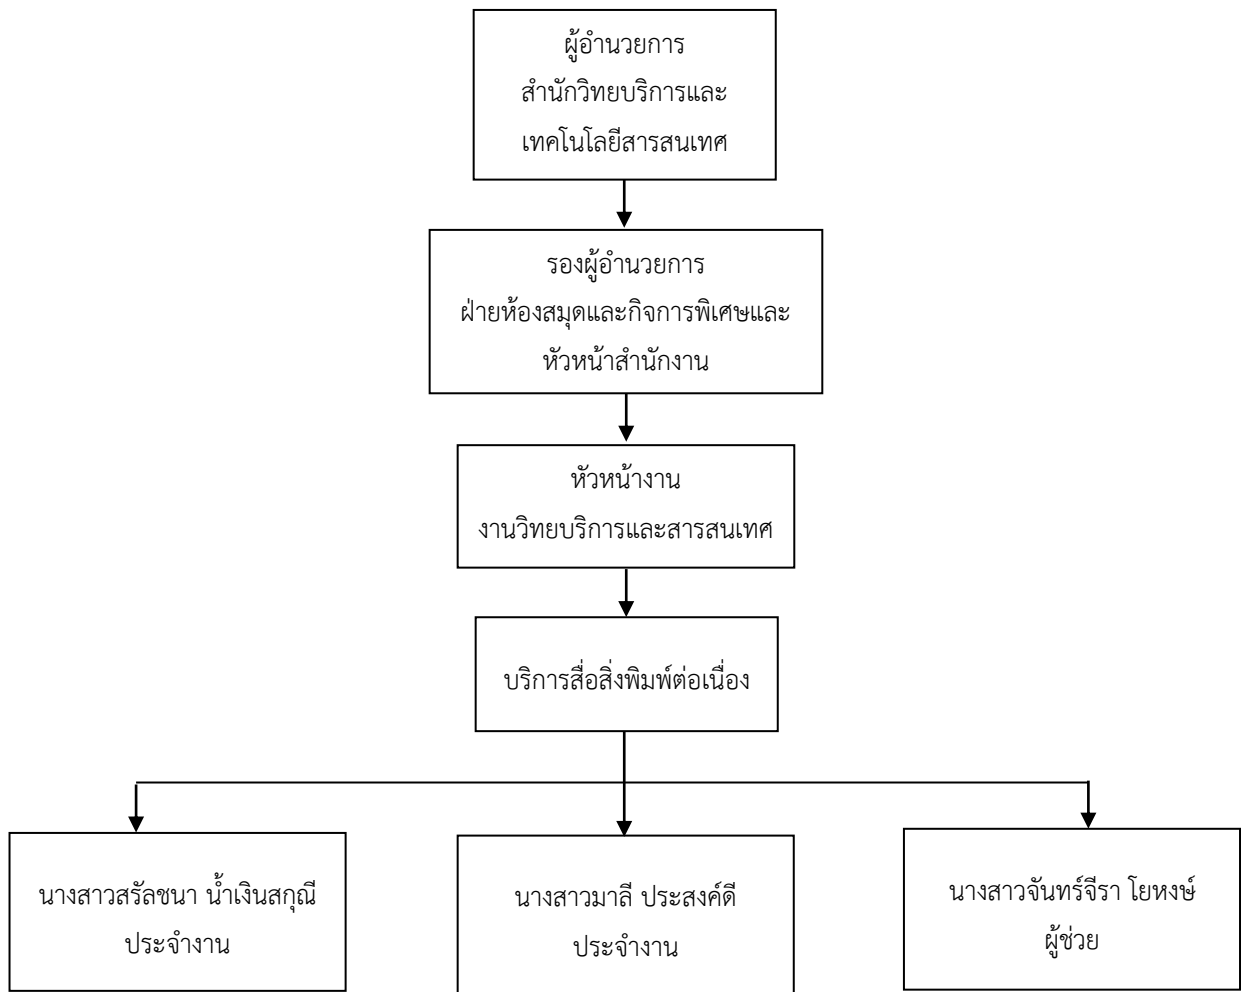 ผู้อำนวยการ
สำนักวิทยบริการและ
เทคโนโลยีสารสนเทศ
รองผู้อำนวยการ
ฝ่ายห้องสมุดและกิจการพิเศษและ
หัวหน้าสำนักงาน
หัวหน้างาน
งานวิทยบริการและสารสนเทศ
บริการสื่อสิ่งพิมพ์ต่อเนื่อง
นางสาวสรัลชนา น้ำเงินสกุณี
ประจำงาน
นางสาวมาลี ประสงค์ดี
ประจำงาน
นางสาวจันทร์จีรา โยหงษ์
ผู้ช่วย